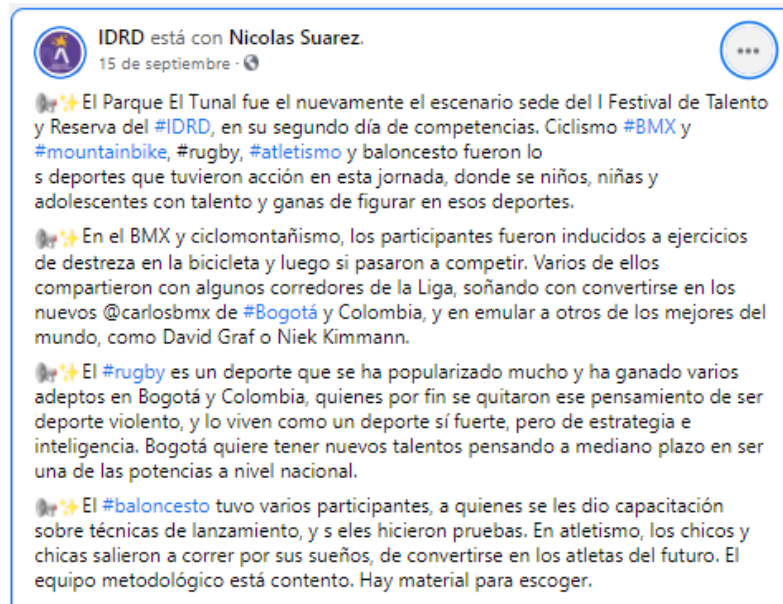 IDRD está con Nicolas Suarez.
15 de septiembre ·
El Parque El Tunal fue el nuevamente el escenario sede del I Festival de Talento
y Reserva del #IDRD, en su segundo día de competencias. Ciclismo #BMX y
#mountainbike, #rugby, #atletismo y baloncesto fueron lo
s deportes que tuvieron acción en esta jornada, donde se niños, niñas y
adolescentes con talento y ganas de figurar en esos deportes.
En el BMX y ciclomontañismo, los participantes fueron inducidos a ejercicios
de destreza en la bicicleta y luego si pasaron a competir. Varios de ellos
compartieron con algunos corredores de la Liga, soñando con convertirse en los
nuevos @carlosbmx de #Bogotá y Colombia, y en emular a otros de los mejores del
mundo, como David Graf o Niek Kimmann.
El #rugby es un deporte que se ha popularizado mucho y ha ganado varios
adeptos en Bogotá y Colombia, quienes por fin se quitaron ese pensamiento de ser
deporte violento, y lo viven como un deporte sí fuerte, pero de estrategia e
inteligencia. Bogotá quiere tener nuevos talentos pensando a mediano plazo en ser
una de las potencias a nivel nacional.
El #baloncesto tuvo varios participantes, a quienes se les dio capacitación
sobre técnicas de lanzamiento, y s eles hicieron pruebas. En atletismo, los chicos y
chicas salieron a correr por sus sueños, de convertirse en los atletas del futuro. El
equipo metodológico está contento. Hay material para escoger.